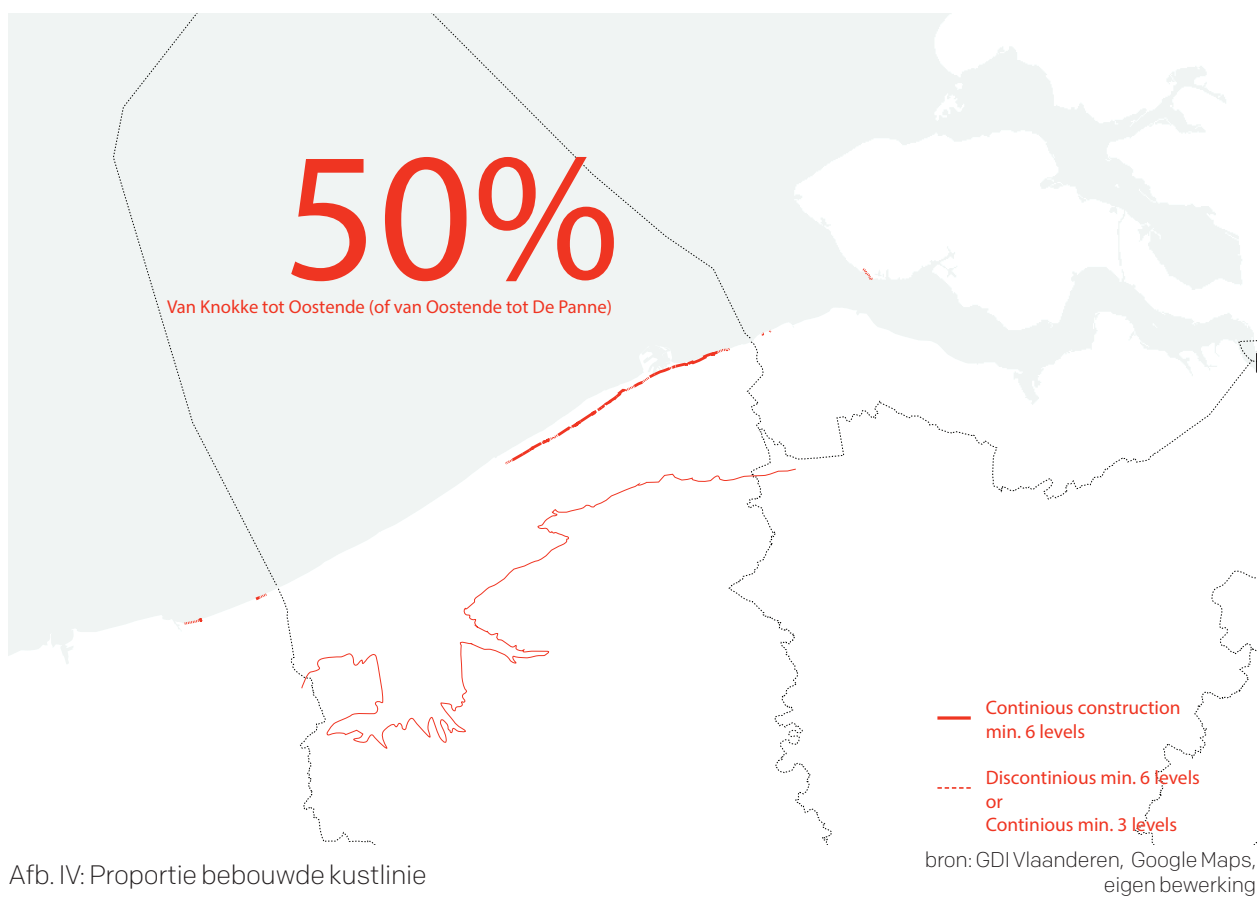 50%
Van Knokke tot Oostende (of van Oostende tot De Panne)
Continious construction
min. 6 levels
Discontinious min. 6 levels
or
Continious min. 3 levels
Afb. IV: Proportie bebouwde kustlinie
bron: GDI Vlaanderen, Google Maps,
eigen bewerking